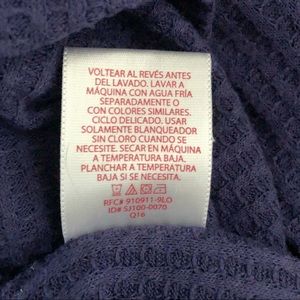 VOLTEAR AL REVÉS ANTES
DEL LAVADO. LAVAR A
MÁQUINA CON AGUA FRÍA
SEPARADAMENTE O
CON COLORES SIMILARES.
CICLO DELICADO. USAR
SOLAMENTE BLANQUEADOR
SIN CLORO CUANDO SE
NECESITE. SECAR EN MÁQUINA
A TEMPERATURA BAJA.
PLANCHAR A TEMPERATURA
BAJA SI SE NECESITA.
RFC# 910911-9LO
ID# SJ100-0070
Q16